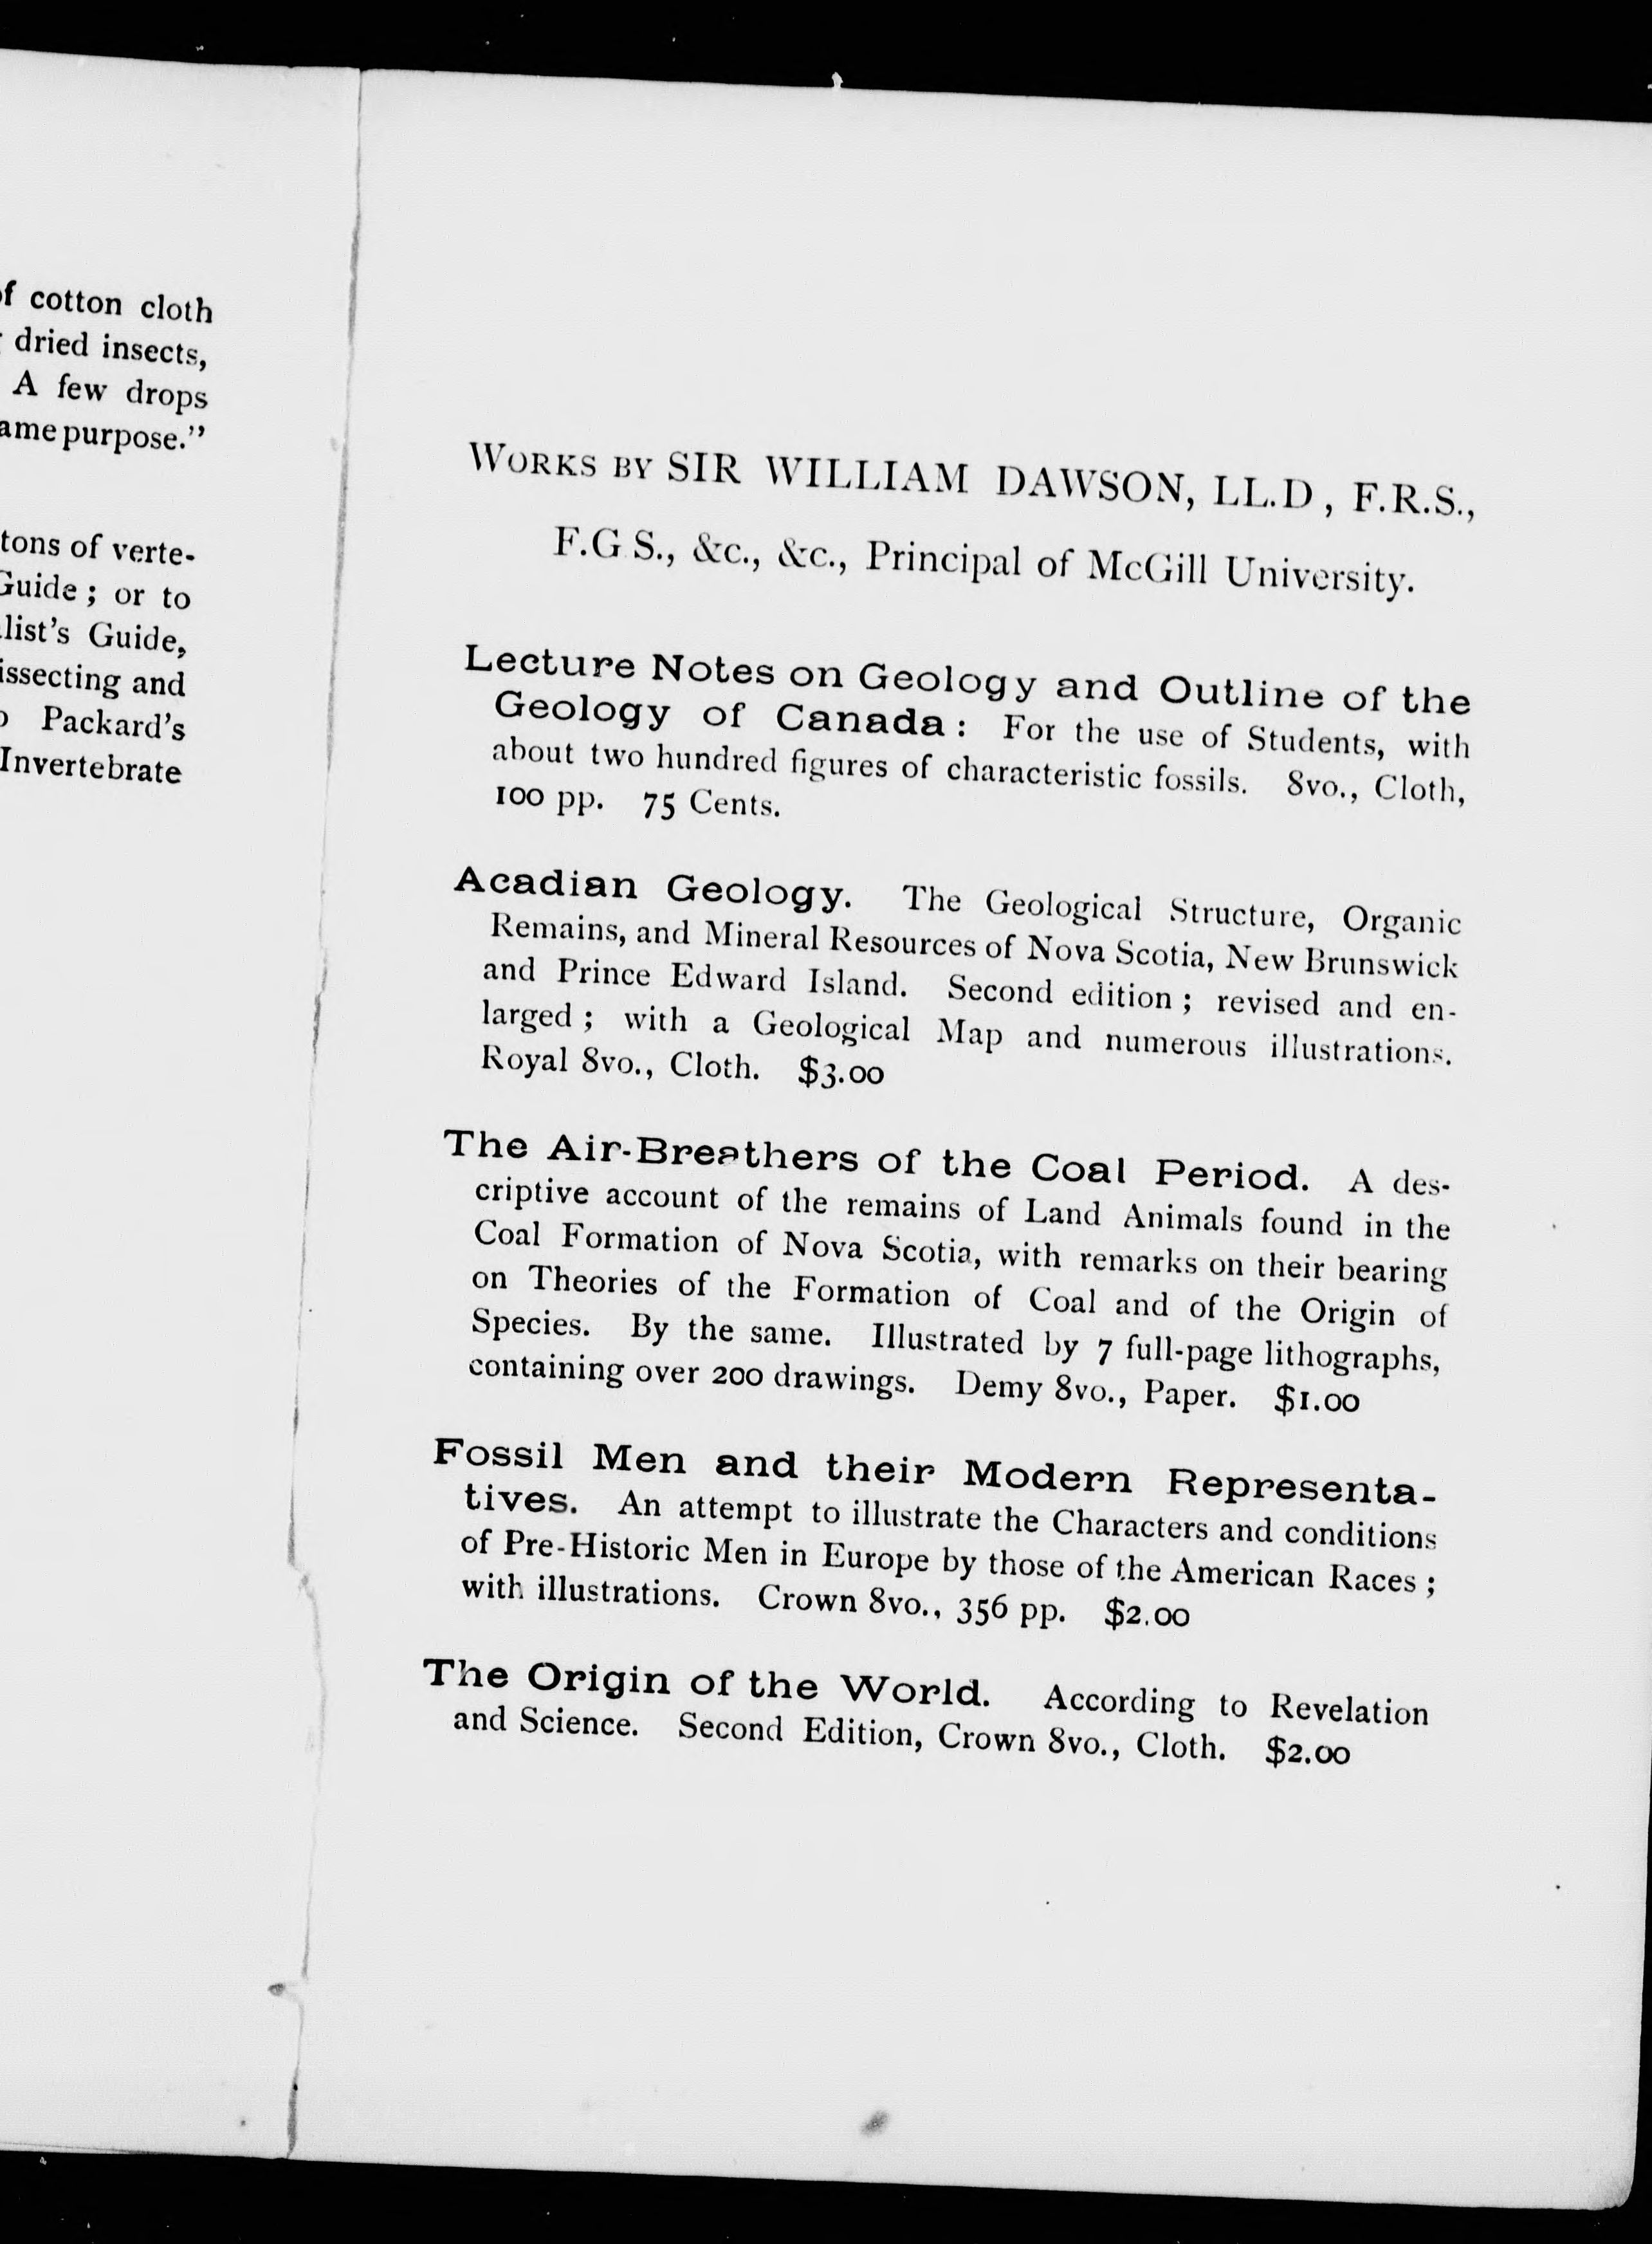 of cotton cloth
dried insects,
A few drops
ame purpose."
tons of verte-
Guide ; or to
list's Guide,
issecting and
Packard's
Invertebrate
WORKS BY SIR WILLIAM DAWSON, LL.D , F.R.S.,
F.G.S., &c., &c., Principal of McGill University.
Lecture Notes on Geology and Outline of the
Geology of Canada : For the use of Students, with
about two hundred figures of characteristic fossils. 8vo., Cloth,
100 pp. 75 Cents.
Acadian Geology. The Geological Structure, Organic
Remains, and Mineral Resources of Nova Scotia, New Brunswick
and Prince Edward Island. Second edition ; revised and en-
larged ; with a Geological Map and numerous illustrations.
Royal 8vo., Cloth. $3.00
The Air-Breathers of the Coal Period. A des-
criptive account of the remains of Land Animals found in the
Coal Formation of Nova Scotia, with remarks on their bearing
on Theories of the Formation of Coal and of the Origin of
Species. By the same. Illustrated by 7 full-page lithographs,
containing over 200 drawings. Demy 8vo., Paper. $1.00
Fossil Men and their Modern Representa-
tives. An attempt to illustrate the Characters and conditions
of Pre-Historic Men in Europe by those of the American Races ;
with illustrations. Crown 8vo., 356 pp. $2.00
The Origin of the World. According to Revelation
and Science. Second Edition, Crown 8vo., Cloth. $2.00